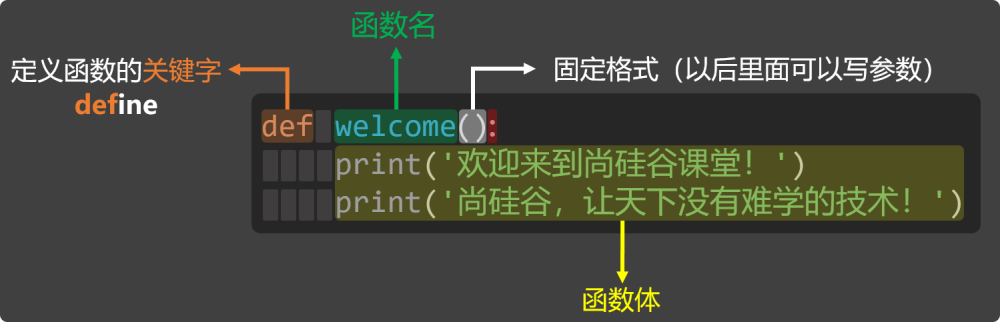 函数名
定义函数的关键字
define
固定格式（以后里面可以写参数）
def welcome():
print('欢迎来到尚硅谷课堂！')
print('尚硅谷，让天下没有难学的技术！')
函数体